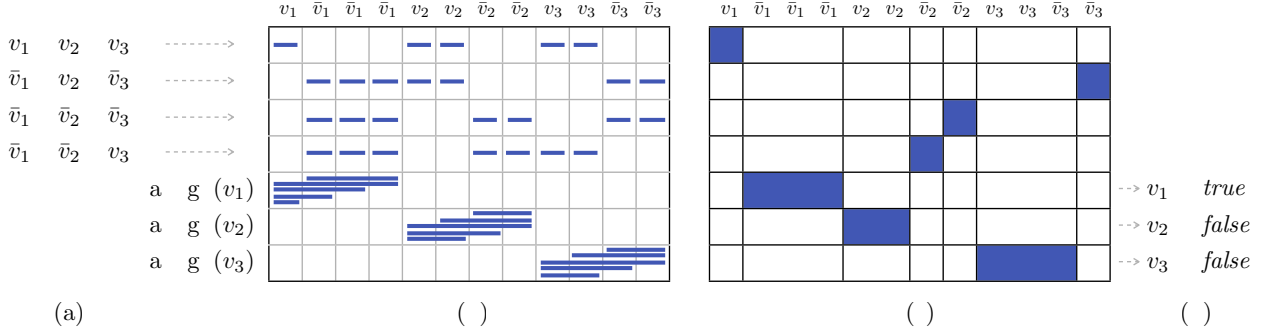 v₁ v̄₁ v̄₁ v̄₁ v₂ v₂ v̄₂ v̄₂ v₃ v₃ v̄₃ v̄₃ v₁ v̄₁ v̄₁ v̄₁ v₂ v₂ v̄₂ v̄₂ v₃ v₃ v̄₃ v̄₃
v₁ v₂ v₃
v̄₁ v₂ v̄₃
v̄₁ v̄₂ v̄₃
v̄₁ v̄₂ v₃
a g (v₁) v₁ true
a g (v₂) v₂ false
a g (v₃) v₃ false
(a) ( ) ( ) ( )